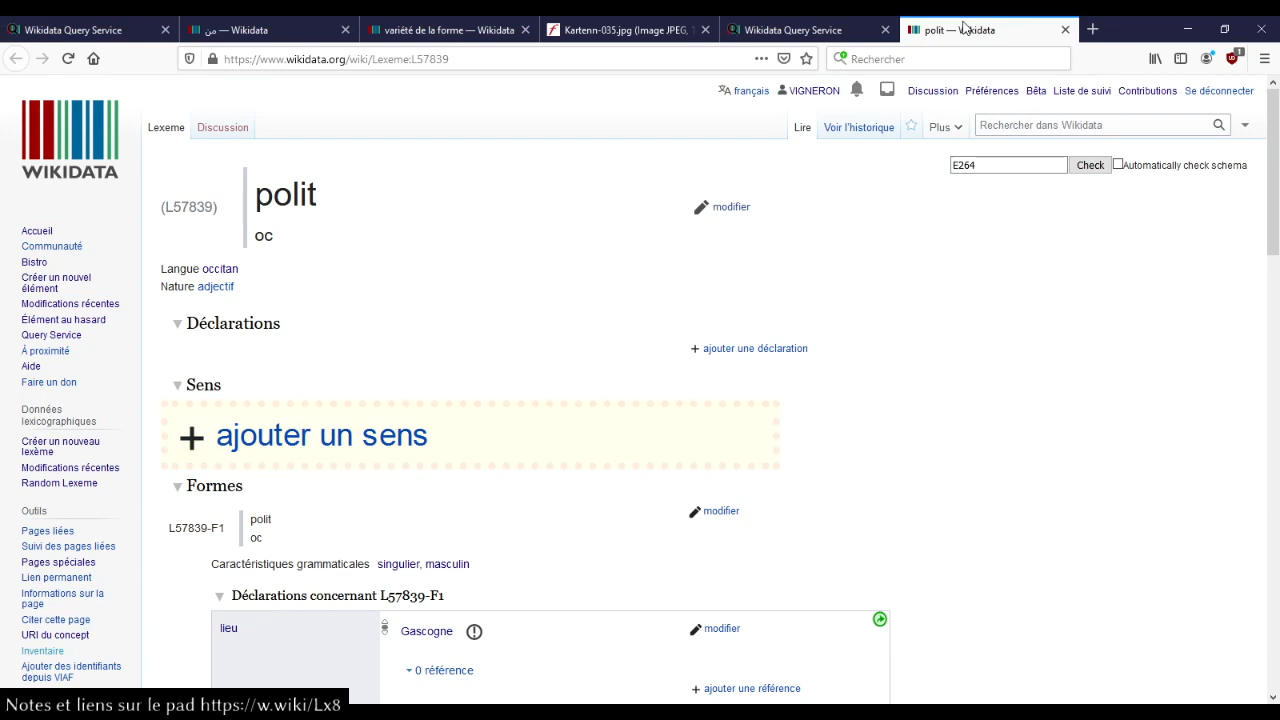 Wikidata Query Service
من — Wikidata
variété de la forme — Wikidata
Kartenn-035.jpg (Image JPEG, 1
Wikidata Query Service
polit — Wikidata
https://www.wikidata.org/wiki/Lexeme:L57839
Rechercher
1
français
VIGNERON
Discussion
Préférences
Bêta
Liste de suivi
Contributions
Se déconnecter
WIKIDATA
Lexeme
Discussion
Lire
Voir l'historique
Plus
Rechercher dans Wikidata
E264
Check
Automatically check schema
(L57839)
polit
oc
modifier
Langue occitan
Nature adjectif
Déclarations
+ ajouter une déclaration
Sens
+ ajouter un sens
Formes
L57839-F1
polit
oc
modifier
Caractéristiques grammaticales singulier, masculin
Déclarations concernant L57839-F1
lieu
Gascogne
modifier
0 référence
+ ajouter une référence
Accueil
Communauté
Bistro
Créer un nouvel
élément
Modifications récentes
Élément au hasard
Query Service
À proximité
Aide
Faire un don
Données
lexicographiques
Créer un nouveau
lexème
Modifications récentes
Random Lexeme
Outils
Pages liées
Suivi des pages liées
Pages spéciales
Lien permanent
Informations sur la
page
Citer cette page
URI du concept
Inventaire
Ajouter des identifiants
depuis VIAF
Notes et liens sur le pad https://w.wiki/Lx8